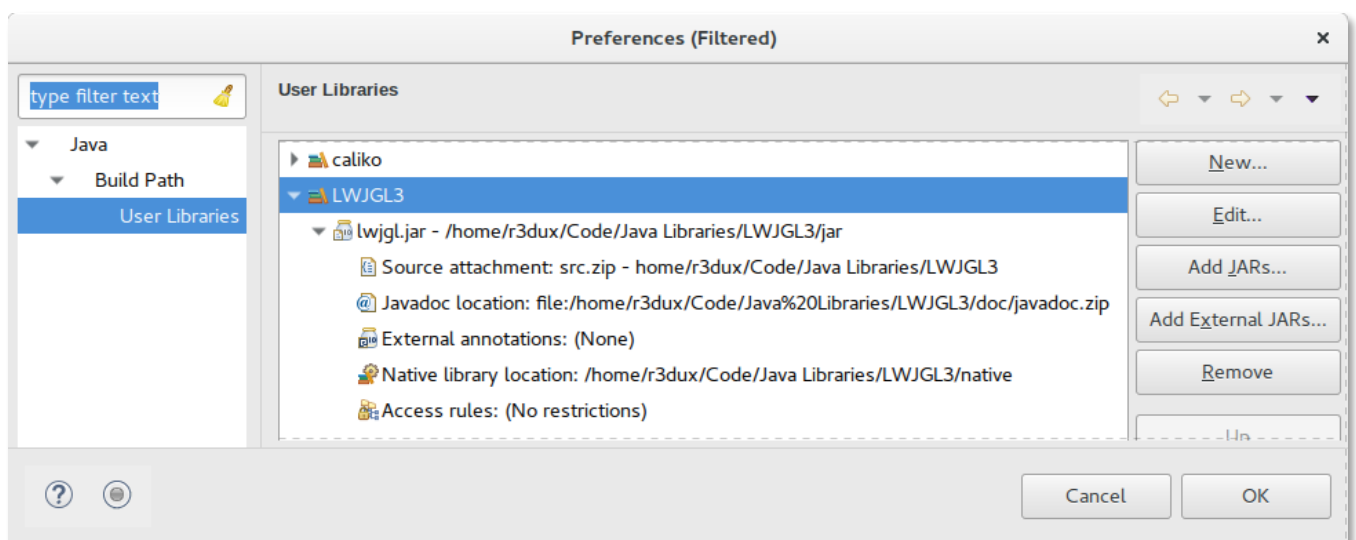 Preferences (Filtered)
type filter text
Java
Build Path
User Libraries
User Libraries
caliko
LWJGL3
lwjgl.jar - /home/r3dux/Code/Java Libraries/LWJGL3/jar
Source attachment: src.zip - home/r3dux/Code/Java Libraries/LWJGL3
Javadoc location: file:/home/r3dux/Code/Java%20Libraries/LWJGL3/doc/javadoc.zip
External annotations: (None)
Native library location: /home/r3dux/Code/Java Libraries/LWJGL3/native
Access rules: (No restrictions)
New...
Edit...
Add JARs...
Add External JARs...
Remove
Up
Cancel
OK